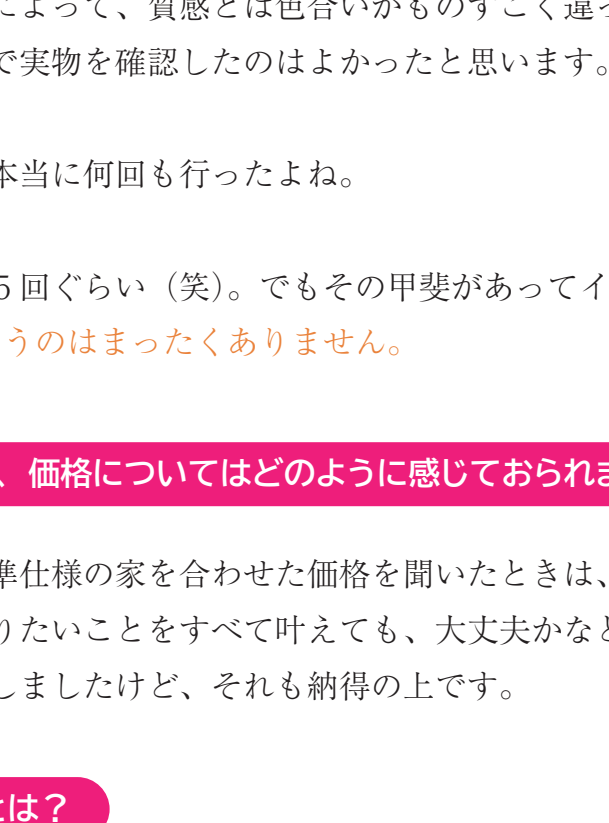 によって、質感とは色合いがものすごく違っ
で実物を確認したのはよかったと思います。
本当に何回も行ったよね。
5回ぐらい（笑）。でもその甲斐があってイ
うのはまったくありません。
、価格についてはどのように感じておられま
準仕様の家を合わせた価格を聞いたときは、
りたいことをすべて叶えても、大丈夫かなと
しましたけど、それも納得の上です。
とは？